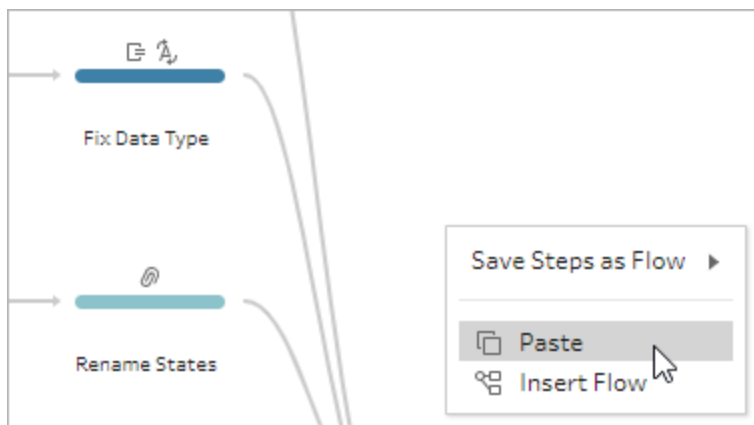 Fix Data Type
Rename States
Save Steps as Flow
Paste
Insert Flow